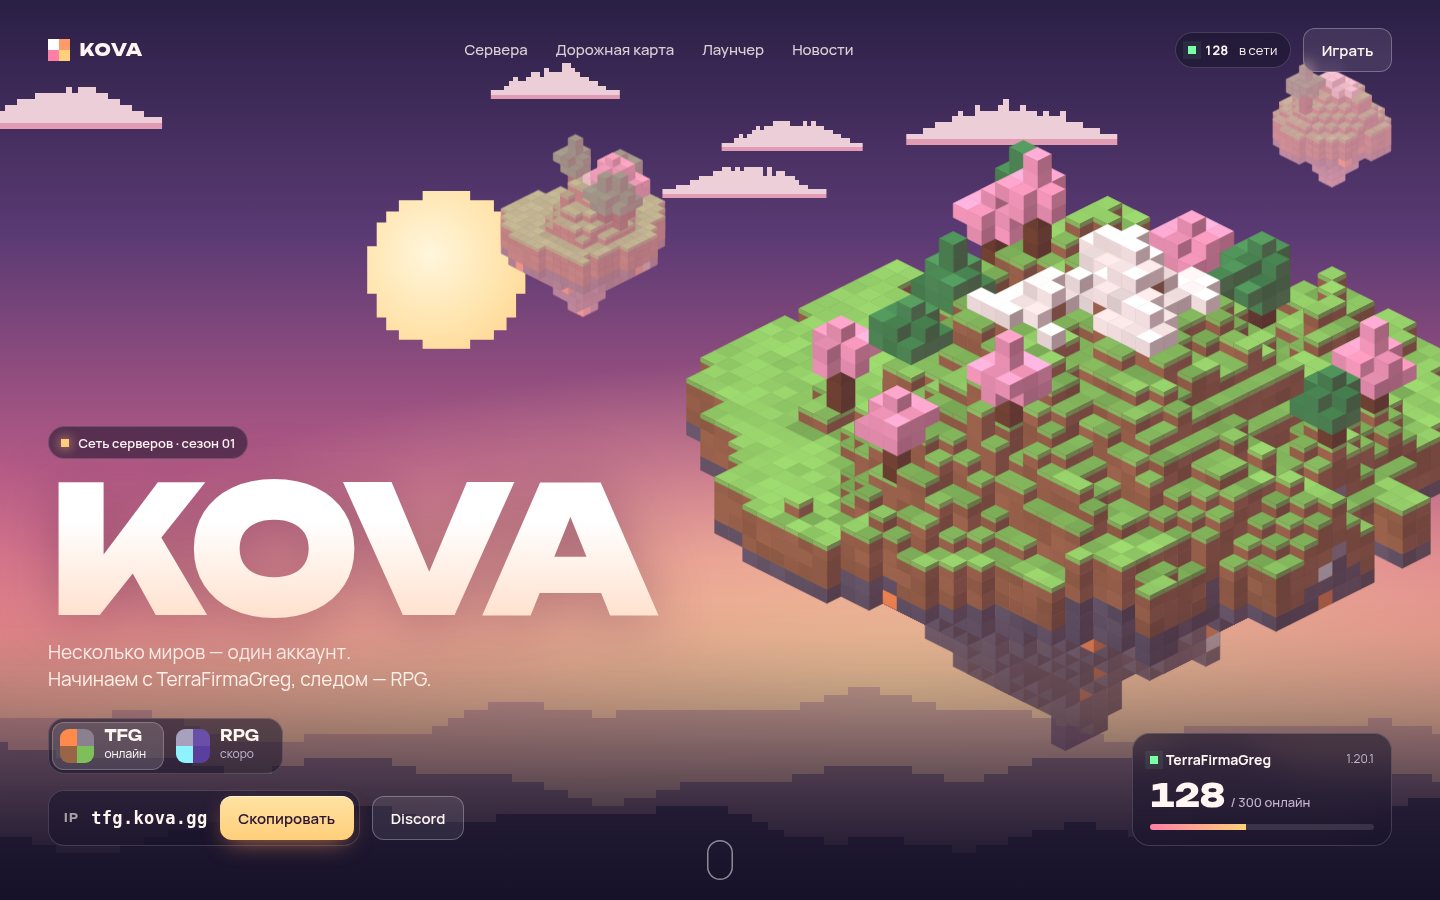 KOVA
Сервера
Дорожная карта
Лаунчер
Новости
128 в сети
Играть
Сеть серверов · сезон 01
KOVA
Несколько миров — один аккаунт.
Начинаем с TerraFirmaGreg, следом — RPG.
TFG
онлайн
RPG
скоро
IP tfg.kova.gg
Скопировать
Discord
TerraFirmaGreg
1.20.1
128 / 300 онлайн